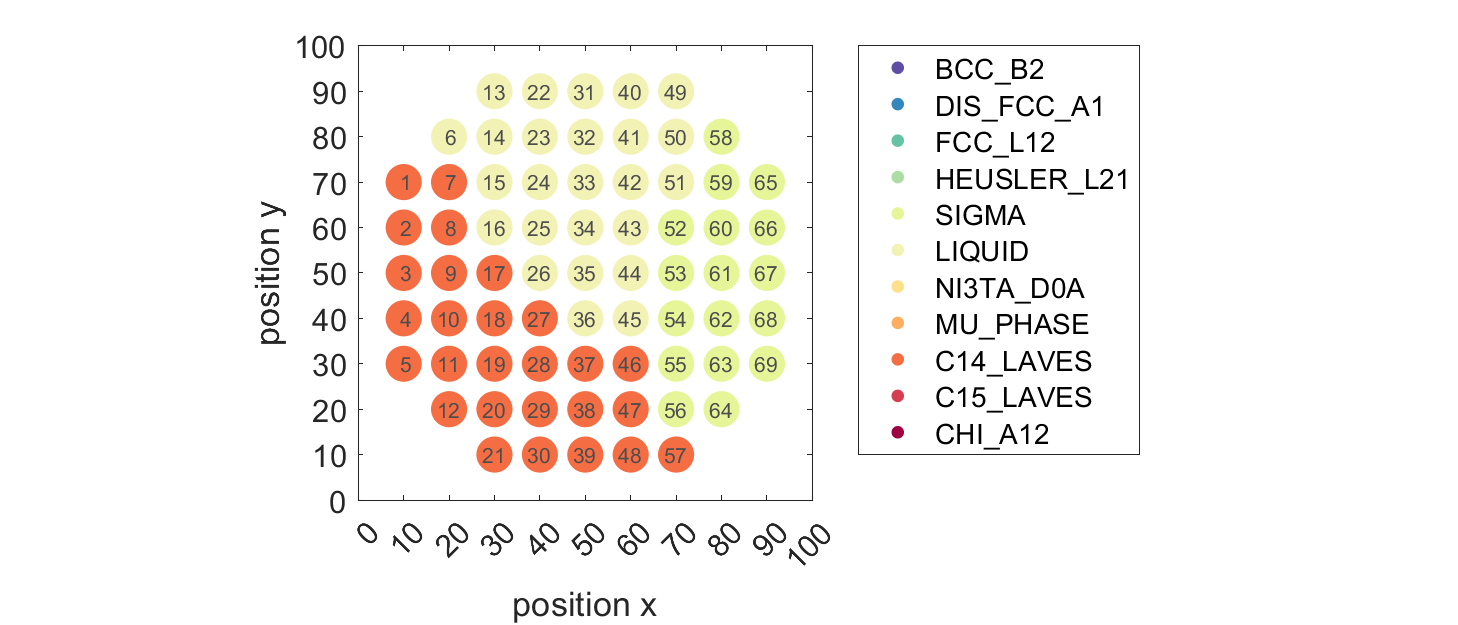 100
90 13 22 31 40 49
80 6 14 23 32 41 50 58
70 1 7 15 24 33 42 51 59 65
60 2 8 16 25 34 43 52 60 66
50 3 9 17 26 35 44 53 61 67
40 4 10 18 27 36 45 54 62 68
30 5 11 19 28 37 46 55 63 69
20 12 20 29 38 47 56 64
10 21 30 39 48 57
0
position y
0 10 20 30 40 50 60 70 80 90 100
position x
BCC_B2
DIS_FCC_A1
FCC_L12
HEUSLER_L21
SIGMA
LIQUID
NI3TA_D0A
MU_PHASE
C14_LAVES
C15_LAVES
CHI_A12